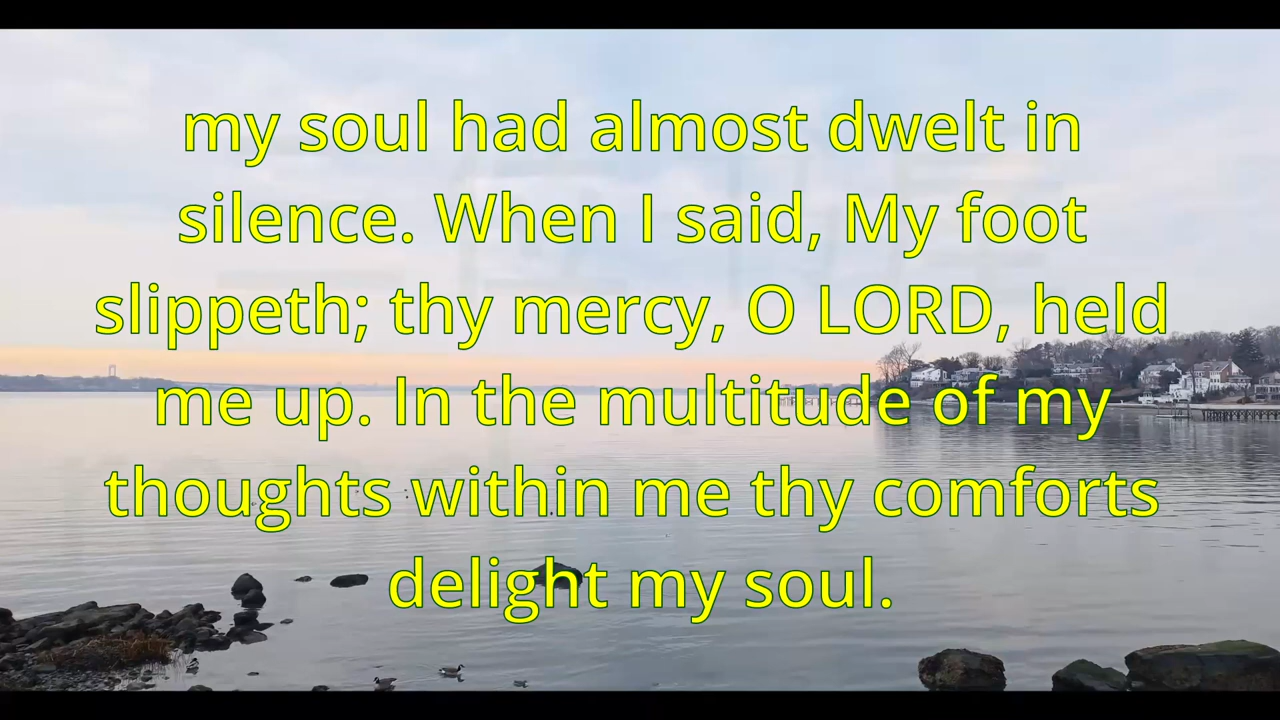 my soul had almost dwelt in
silence. When I said, My foot
slippeth; thy mercy, O LORD, held
me up. In the multitude of my
thoughts within me thy comforts
delight my soul.